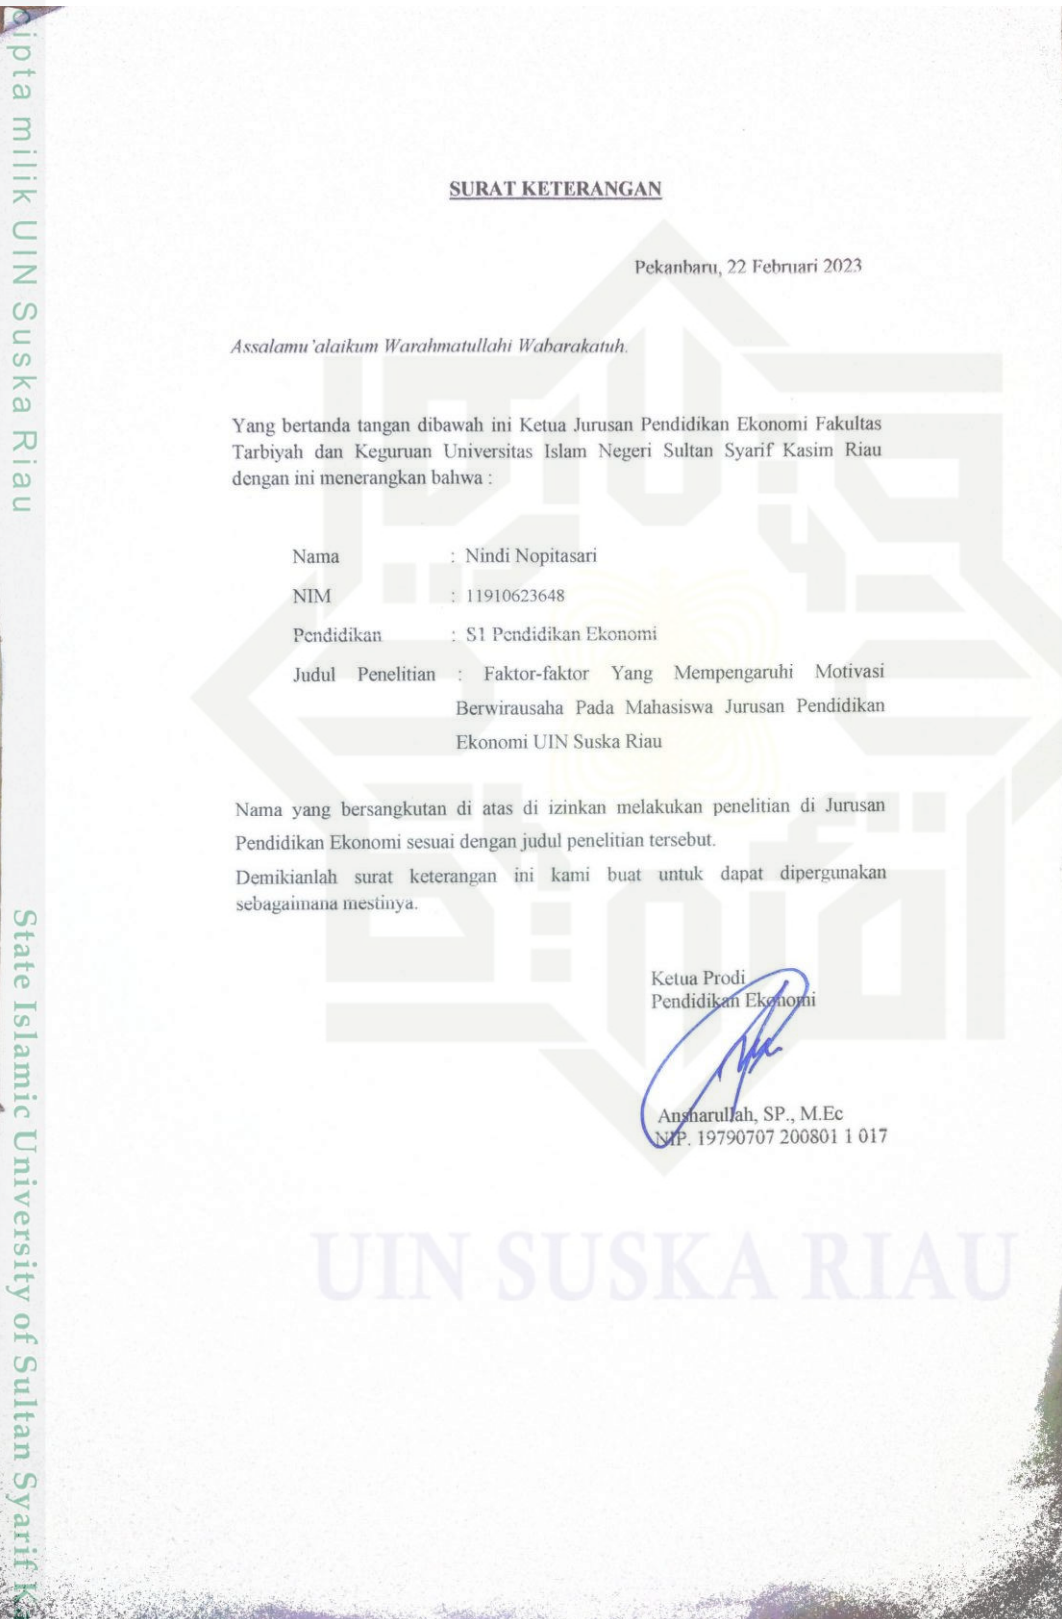 SURAT KETERANGAN
Pekanbaru, 22 Februari 2023
Assalamu'alaikum Warahmatullahi Wabarakatuh.
Yang bertanda tangan dibawah ini Ketua Jurusan Pendidikan Ekonomi Fakultas
Tarbiyah dan Keguruan Universitas Islam Negeri Sultan Syarif Kasim Riau
dengan ini menerangkan bahwa :
Nama : Nindi Nopitasari
NIM : 11910623648
Pendidikan : S1 Pendidikan Ekonomi
Judul Penelitian : Faktor-faktor Yang Mempengaruhi Motivasi
Berwirausaha Pada Mahasiswa Jurusan Pendidikan
Ekonomi UIN Suska Riau
Nama yang bersangkutan di atas di izinkan melakukan penelitian di Jurusan
Pendidikan Ekonomi sesuai dengan judul penelitian tersebut.
Demikianlah surat keterangan ini kami buat untuk dapat dipergunakan
sebagaimana mestinya.
Ketua Prodi
Pendidikan Ekonomi
Ansharullah, SP., M.Ec
NIP. 19790707 200801 1 017
UIN SUSKA RIAU
cipta milik UIN Suska Riau
State Islamic University of Sultan Syarif Ka